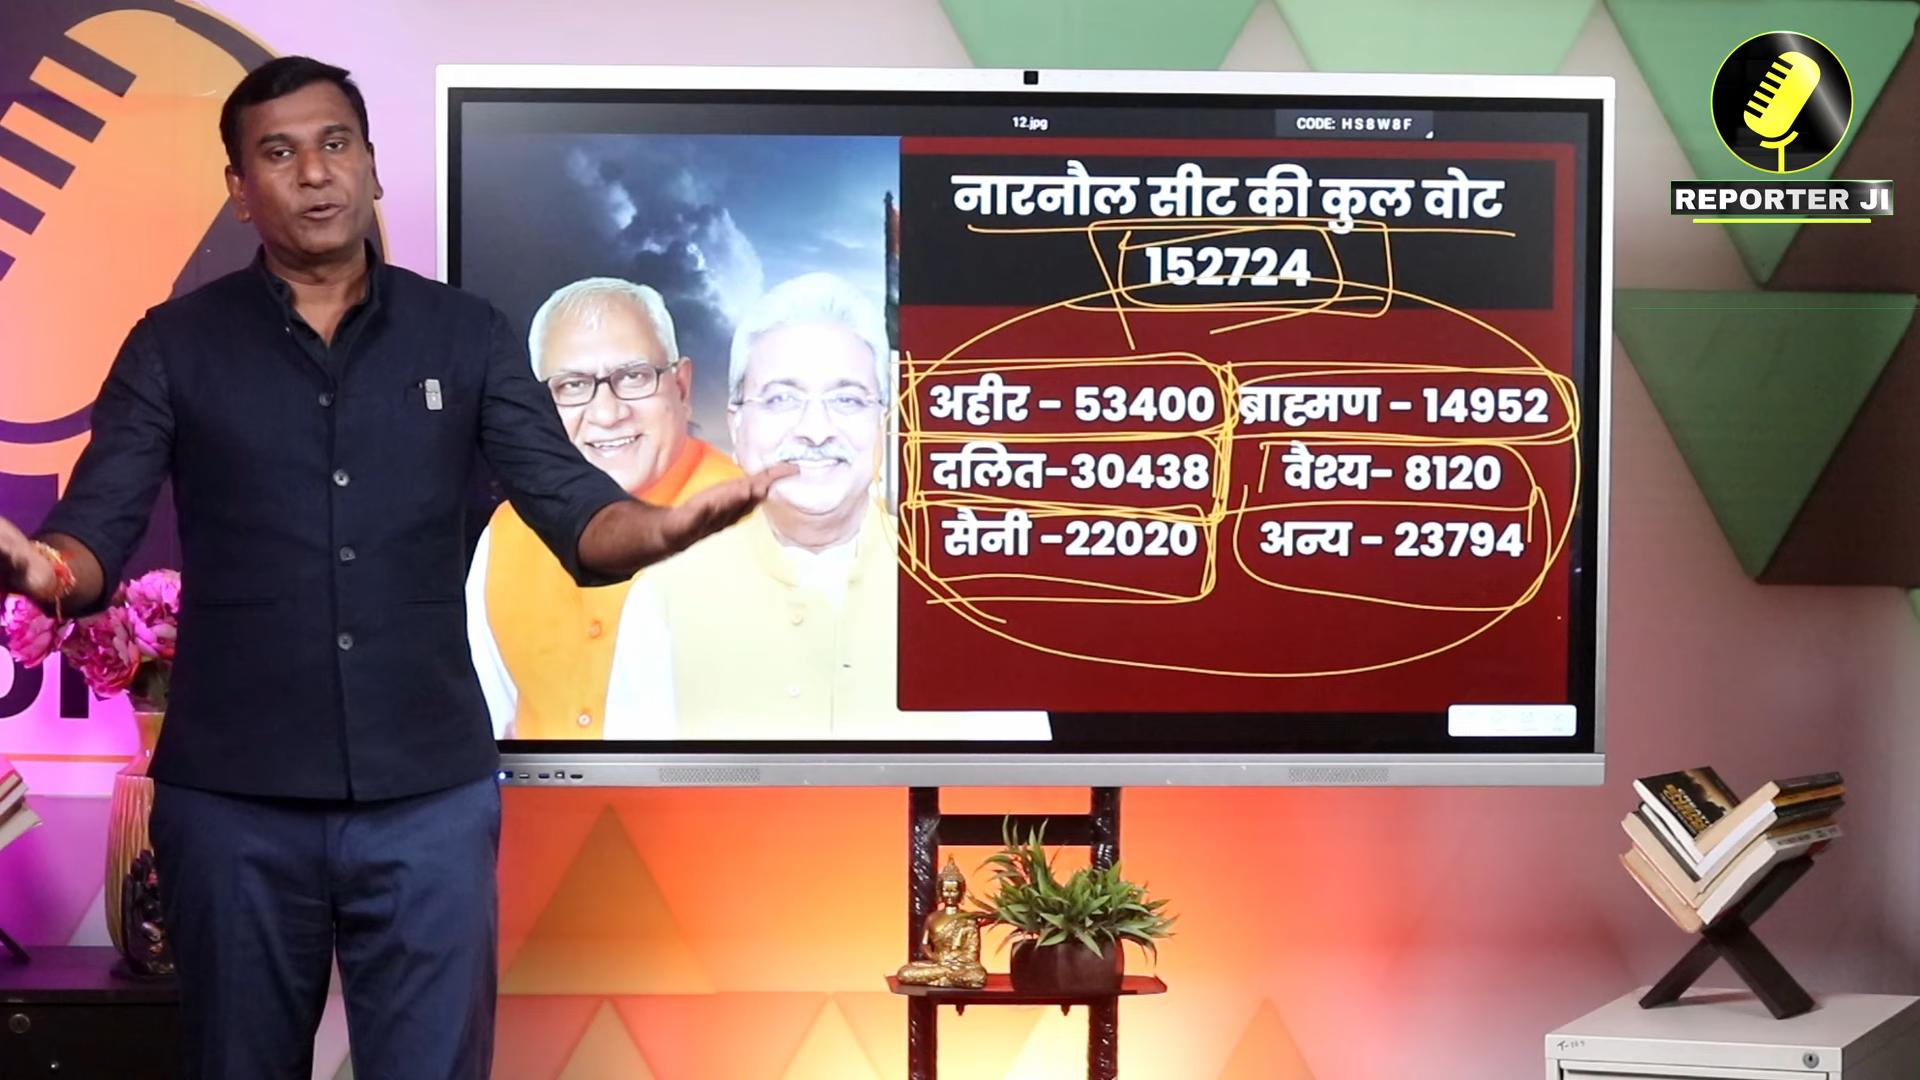 12.jpg
CODE: HS8W8F
REPORTER JI
नारनौल सीट की कुल वोट
152724
अहीर - 53400
ब्राह्मण - 14952
दलित-30438
वैश्य- 8120
सैनी -22020
अन्य - 23794